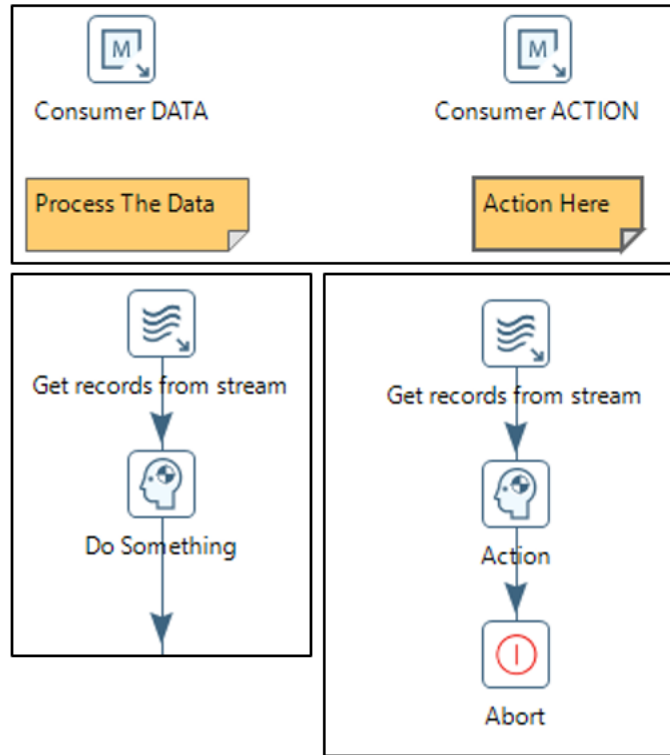 M
M
Consumer DATA
Consumer ACTION
Process The Data
Action Here
Get records from stream
Do Something
Get records from stream
Action
Abort